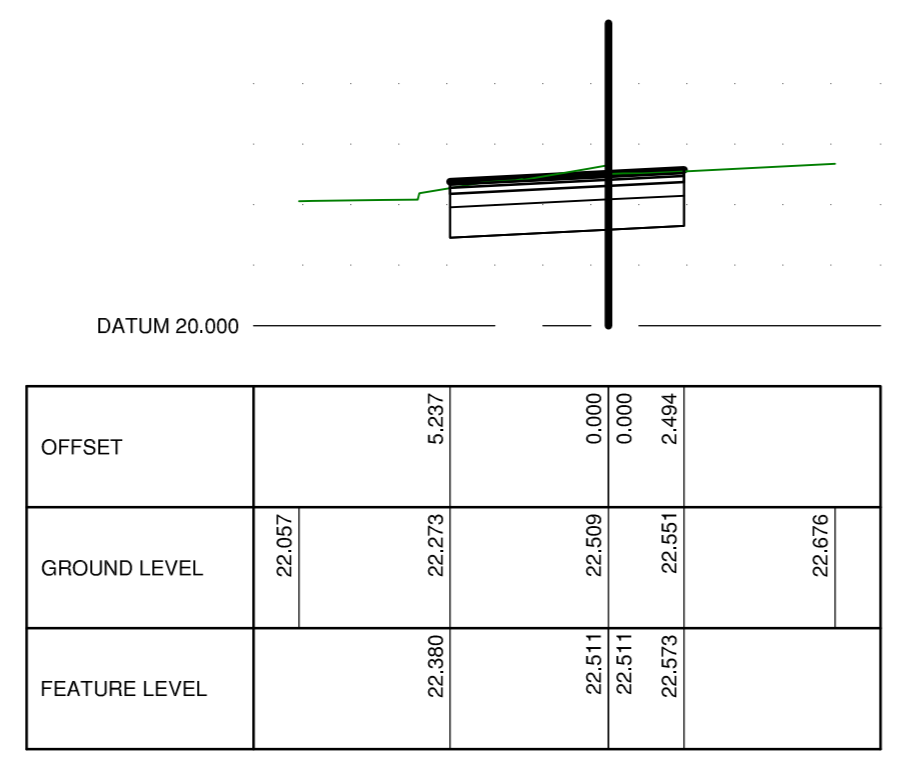 DATUM 20.000
OFFSET 5.237 0.000 0.000 2.494
GROUND LEVEL 22.057 22.273 22.509 22.551 22.676
FEATURE LEVEL 22.380 22.511 22.511 22.573